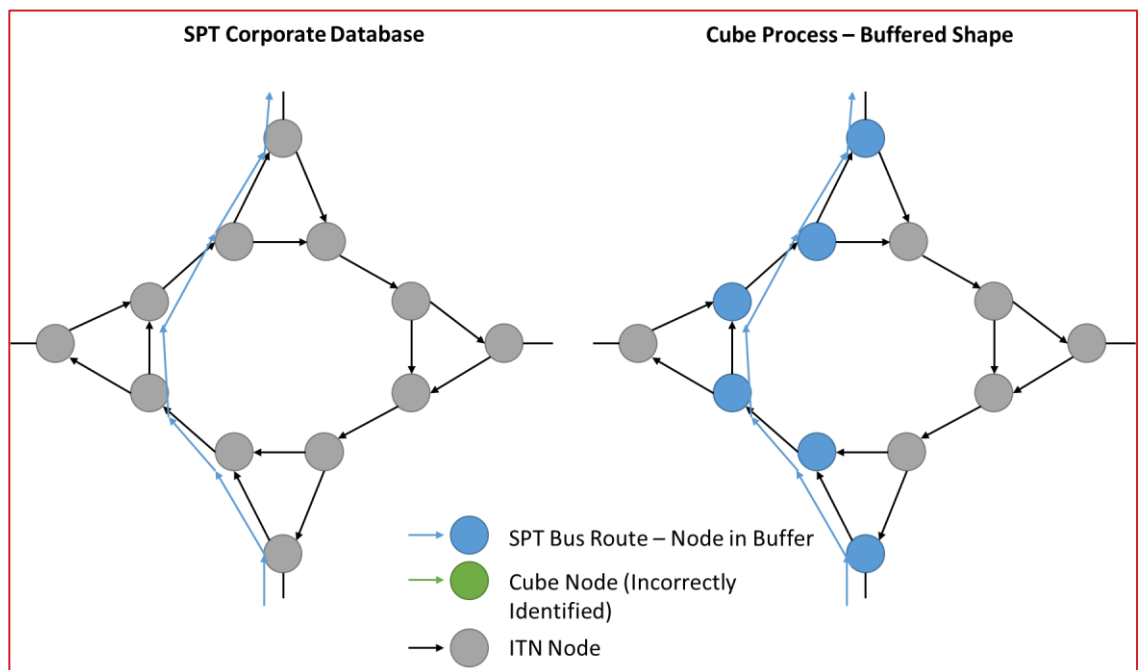 SPT Corporate Database
Cube Process – Buffered Shape
SPT Bus Route – Node in Buffer
Cube Node (Incorrectly
Identified)
ITN Node